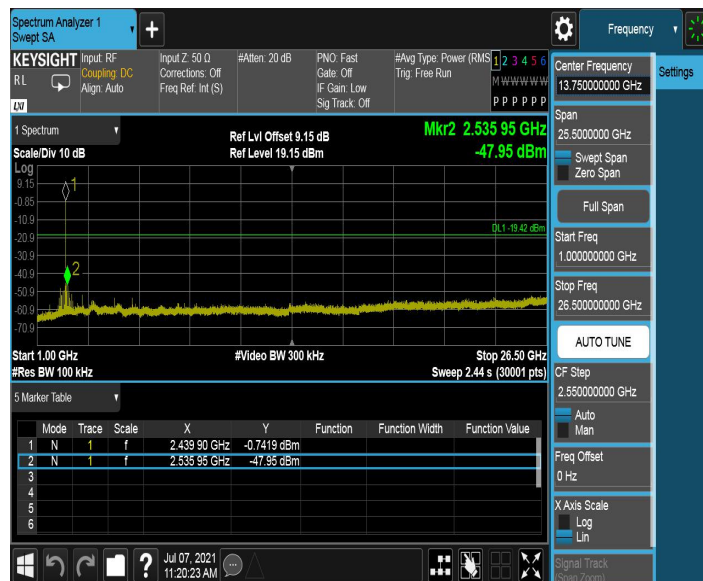 Spectrum Analyzer 1
Swept SA
+
Frequency
KEYSIGHT
RL
LXI
Input: RF
Coupling: DC
Align: Auto
Input Z: 50 Ω
Corrections: Off
Freq Ref: Int (S)
#Atten: 20 dB
PNO: Fast
Gate: Off
IF Gain: Low
Sig Track: Off
#Avg Type: Power (RMS
Trig: Free Run
1 2 3 4 5 6
M W W W W W
P P P P P P
1 Spectrum
Scale/Div 10 dB
Log
Ref Lvl Offset 9.15 dB
Ref Level 19.15 dBm
Mkr2 2.535 95 GHz
-47.95 dBm
9.15
-0.85
-10.9
-20.9
-30.9
-40.9
-50.9
-60.9
-70.9
1
2
DL1 -19.42 dBm
Start 1.00 GHz
#Video BW 300 kHz
Stop 26.50 GHz
#Res BW 100 kHz
Sweep 2.44 s (30001 pts)
5 Marker Table
Mode Trace Scale X Y Function Function Width Function Value
1 N 1 f 2.439 90 GHz -0.7419 dBm
2 N 1 f 2.535 95 GHz -47.95 dBm
3
4
5
6
?
Jul 07, 2021
11:20:23 AM
Center Frequency
13.750000000 GHz
Span
25.5000000 GHz
Swept Span
Zero Span
Full Span
Start Freq
1.000000000 GHz
Stop Freq
26.500000000 GHz
AUTO TUNE
CF Step
2.550000000 GHz
Auto
Man
Freq Offset
0 Hz
X Axis Scale
Log
Lin
Signal Track
(Span Zoom)
Settings